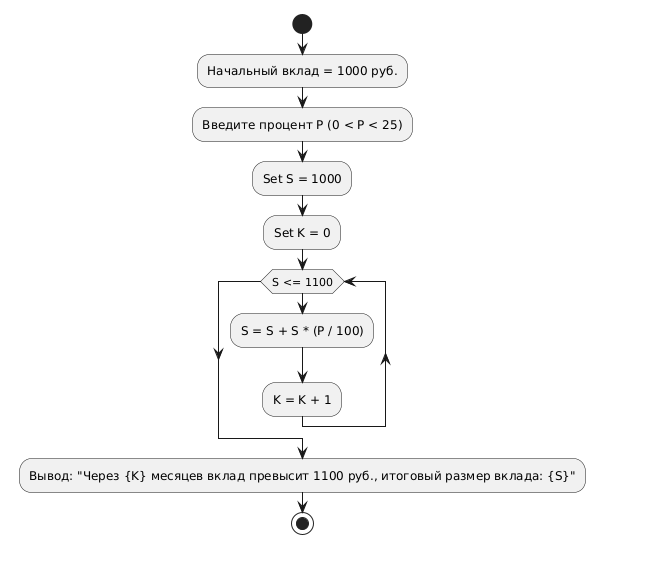 Начальный вклад = 1000 руб.
Введите процент P (0 < P < 25)
Set S = 1000
Set K = 0
S <= 1100
S = S + S * (P / 100)
K = K + 1
Вывод: "Через {K} месяцев вклад превысит 1100 руб., итоговый размер вклада: {S}"